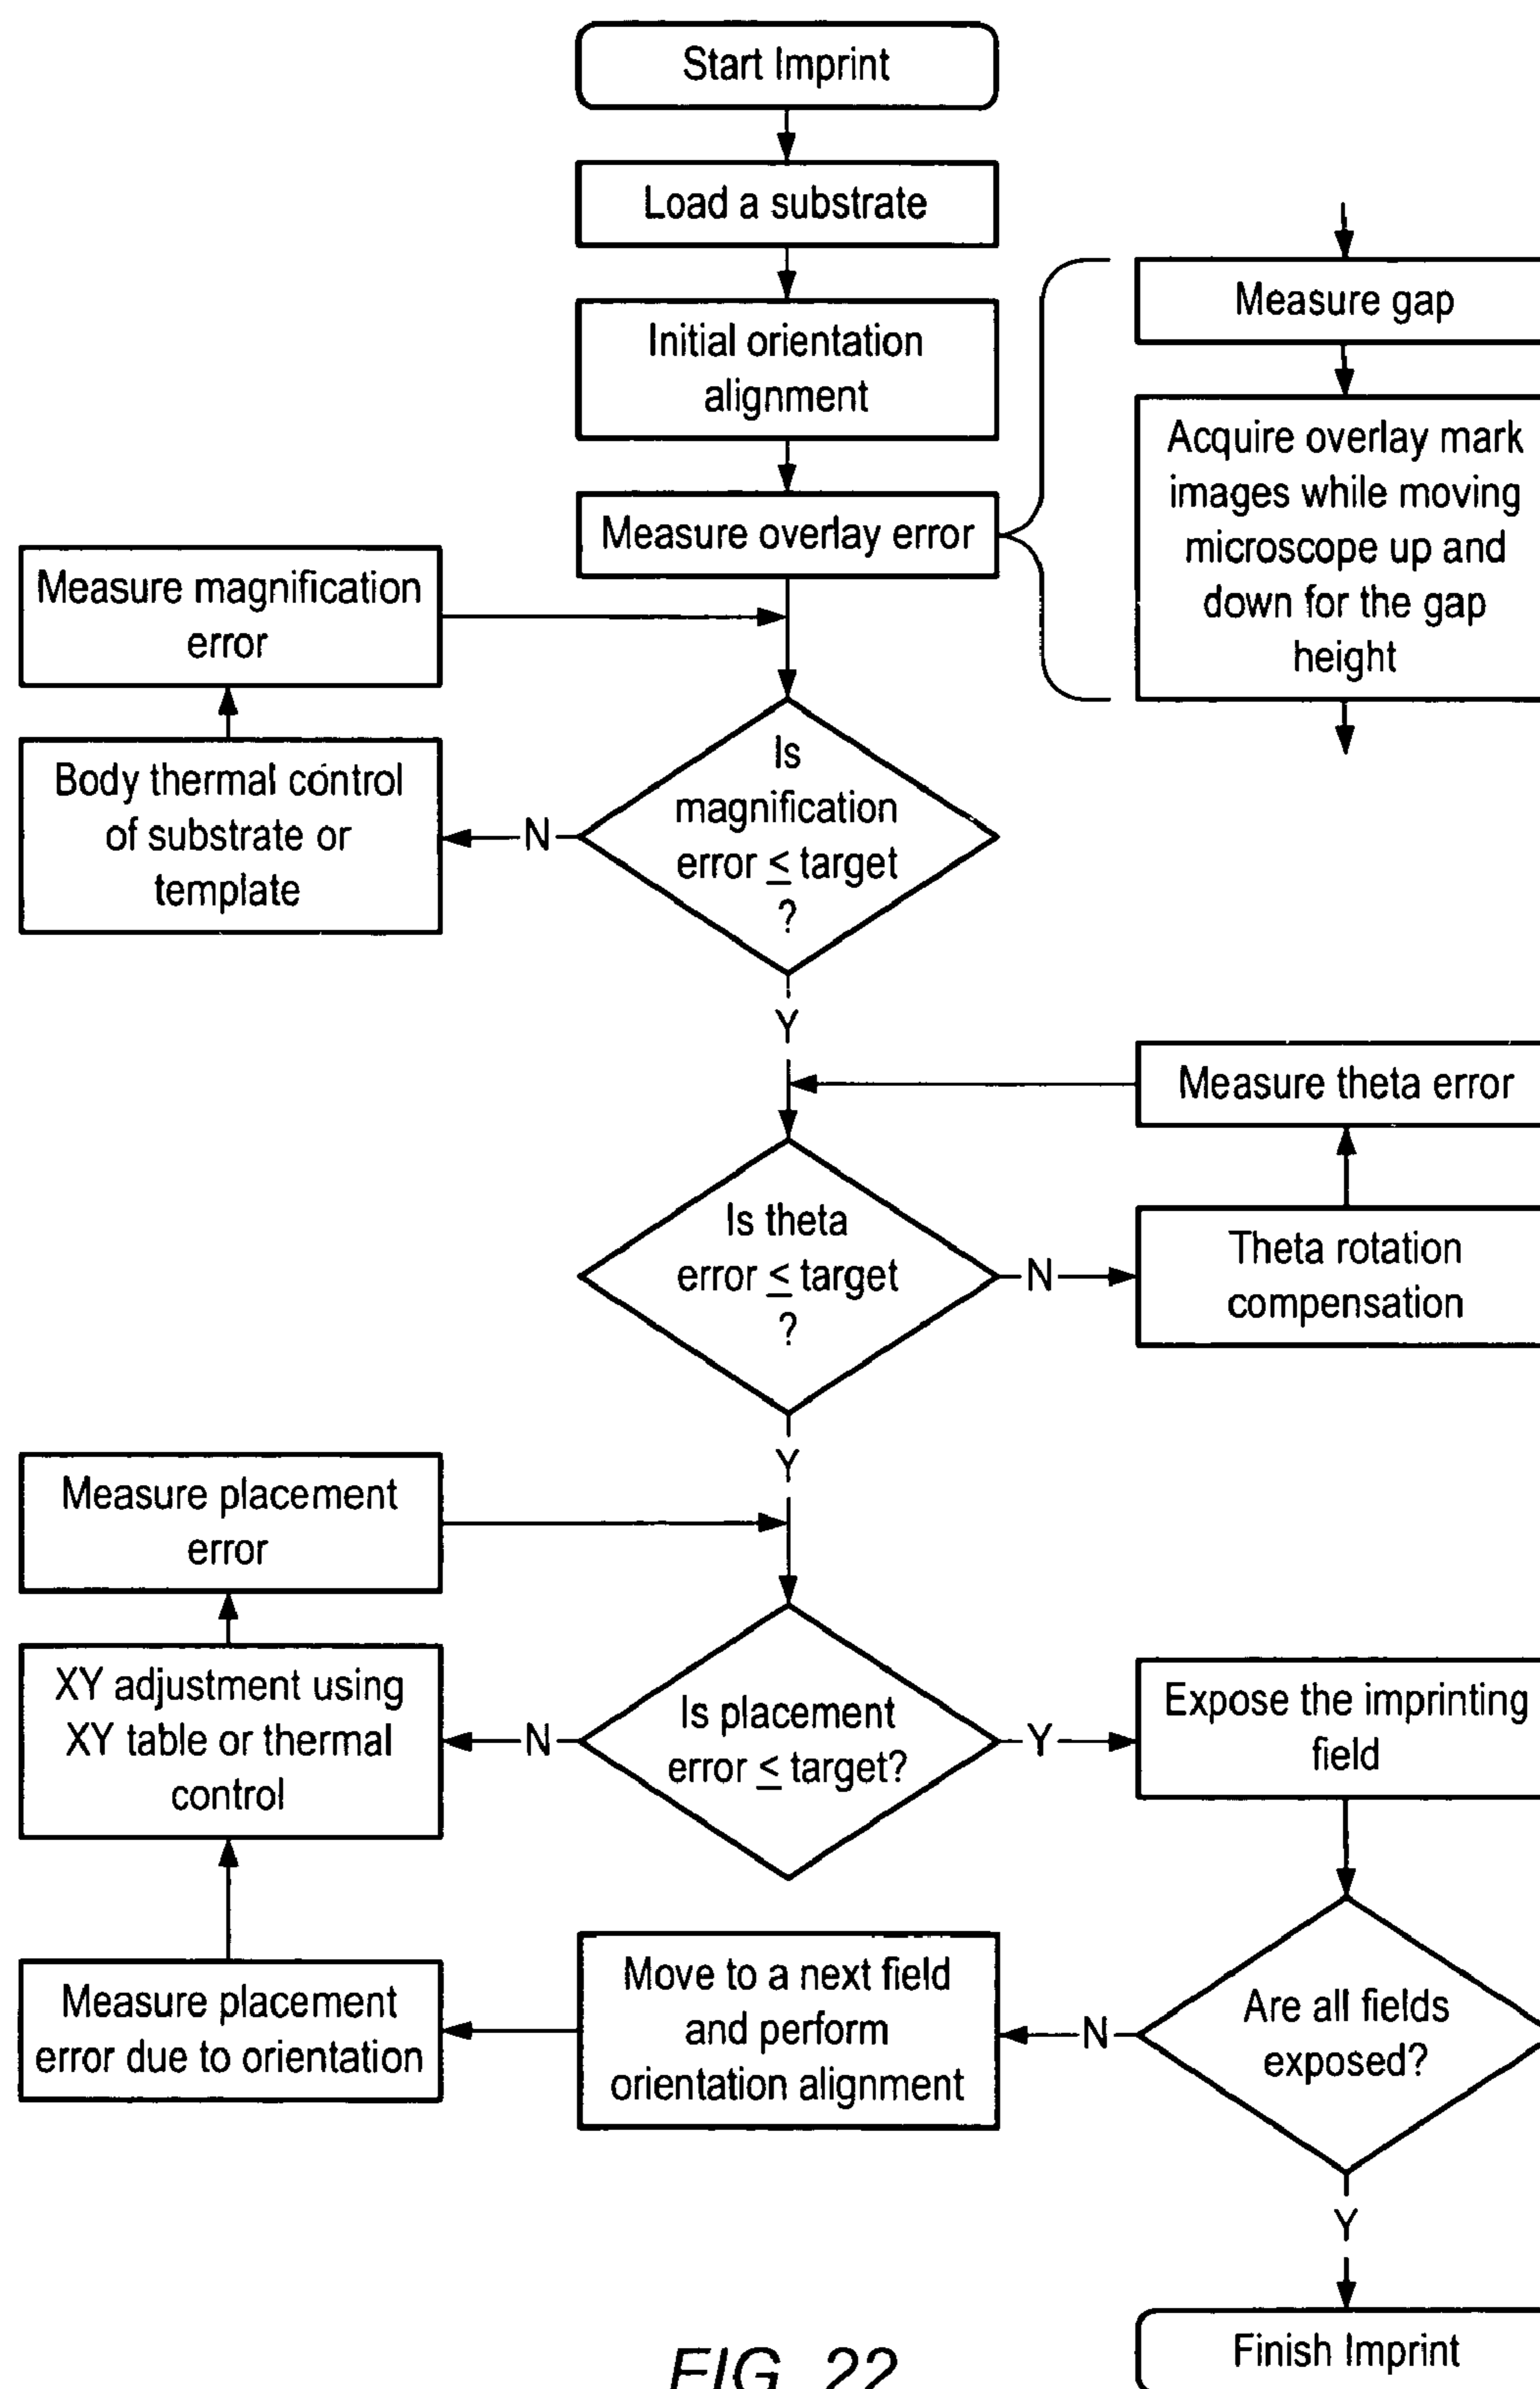 Start Imprint
Load a substrate
Initial orientation
alignment
Measure overlay error
Measure gap
Acquire overlay mark
images while moving
microscope up and
down for the gap
height
Measure magnification
error
Body thermal control
of substrate or
template
N
Is
magnification
error ≤ target
?
Y
Measure theta error
Is theta
error ≤ target
?
N
Theta rotation
compensation
Y
Measure placement
error
XY adjustment using
XY table or thermal
control
N
Is placement
error ≤ target?
Y
Expose the imprinting
field
Measure placement
error due to orientation
Move to a next field
and perform
orientation alignment
N
Are all fields
exposed?
Y
Finish Imprint
FIG. 22